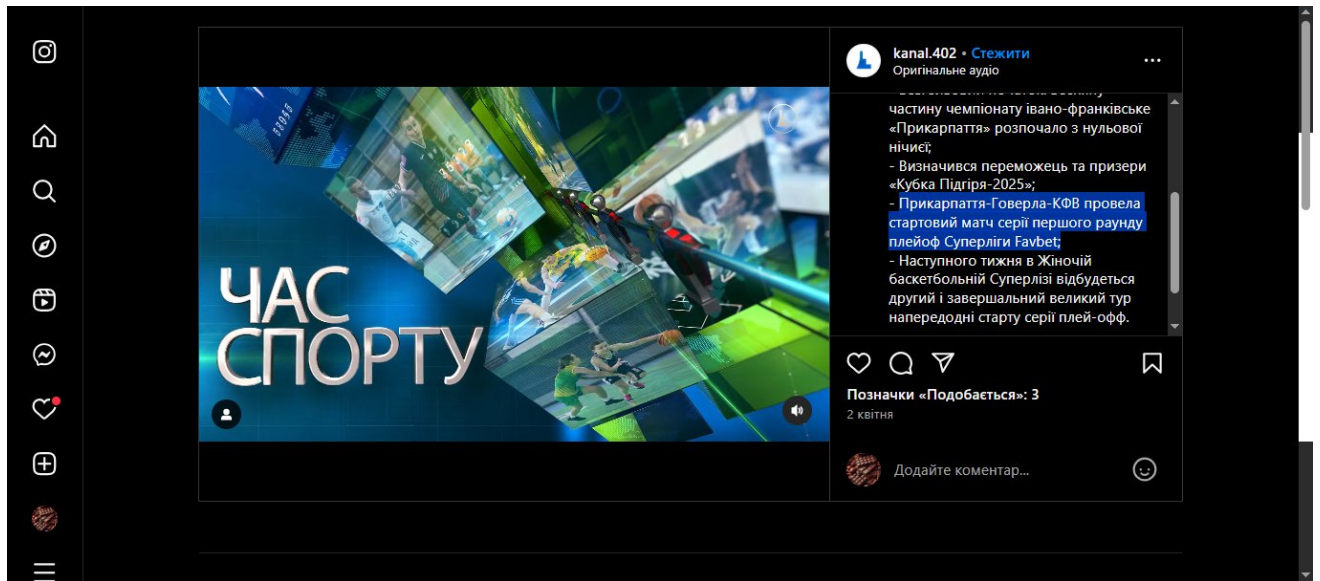 kanal.402 • Стежити
Оригінальне аудіо
частину чемпіонату івано-франківське
«Прикарпаття» розпочало з нульової
нічиєї;
- Визначився переможець та призери
«Кубка Підгіря-2025»;
- Прикарпаття-Говерла-КФВ провела
стартовий матч серії першого раунду
плейоф Суперліги Favbet;
- Наступного тижня в Жіночій
баскетбольній Суперлізі відбудеться
другий і завершальний великий тур
напередодні старту серії плей-офф.
ЧАС
СПОРТУ
Позначки «Подобається»: 3
2 квітня
Додайте коментар...